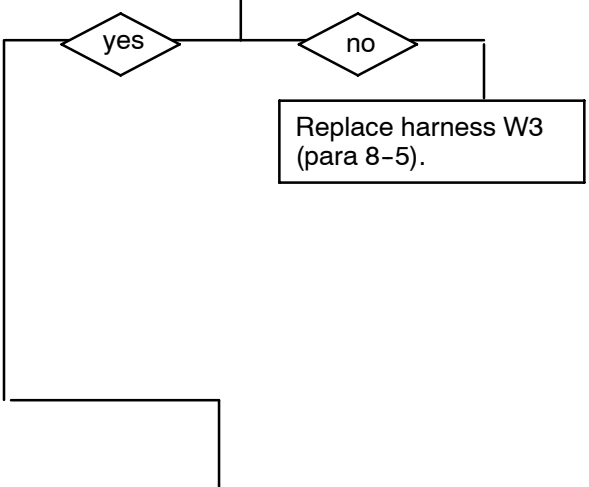 yes
no
Replace harness W3
(para 8-5).